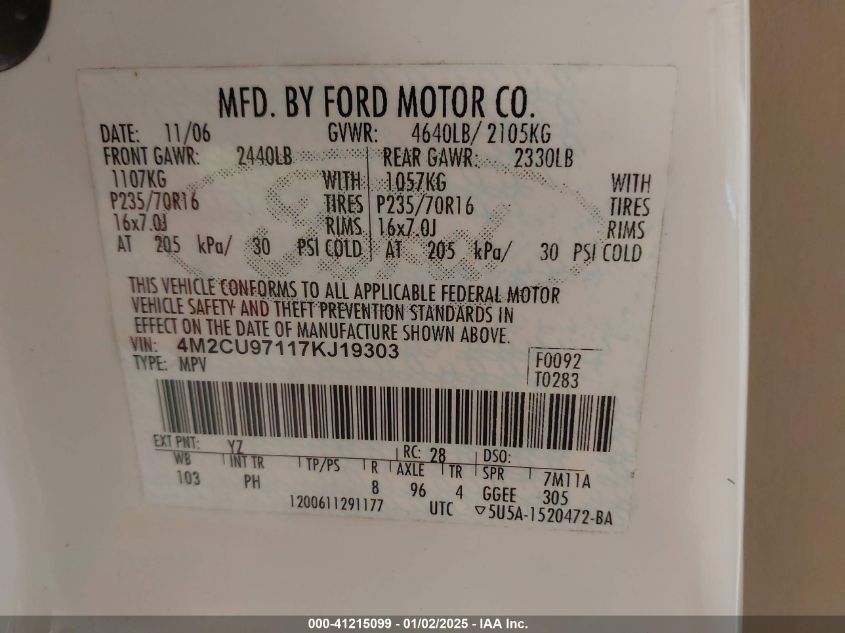 MFD. BY FORD MOTOR CO.
DATE: 11/06 GVWR: 4640LB/ 2105KG
FRONT GAWR: 2440LB REAR GAWR: 2330LB
1107KG WITH 1057KG WITH
P235/70R16 TIRES P235/70R16 TIRES
16x7.0J RIMS 16x7.0J RIMS
AT 205 kPa/ 30 PSI COLD AT 205 kPa/ 30 PSI COLD
Ford
THIS VEHICLE CONFORMS TO ALL APPLICABLE FEDERAL MOTOR
VEHICLE SAFETY AND THEFT PREVENTION STANDARDS IN
EFFECT ON THE DATE OF MANUFACTURE SHOWN ABOVE.
VIN: 4M2CU97117KJ19303
TYPE: MPV F0092
T0283
EXT PNT: YZ RC: 28 DSO:
WB INT TR TP/PS R AXLE TR SPR 7M11A
103 PH 8 96 4 GGEE 305
1200611291177 UTC ▽5U5A-1520472-BA
000-41215099 - 01/02/2025 - IAA Inc.